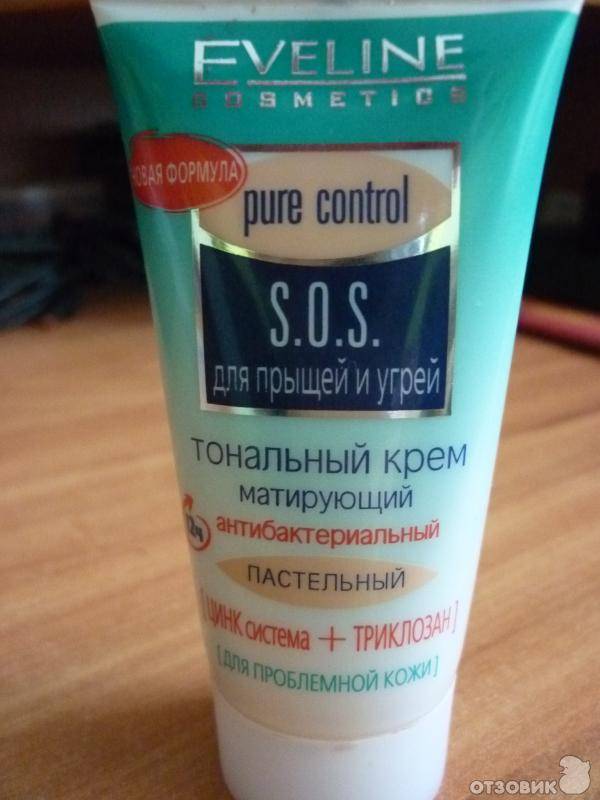 EVELINE
COSMETICS
НОВАЯ ФОРМУЛА
pure control
S.O.S.
для прыщей и угрей
тональный крем
матирующий
12ч
антибактериальный
ПАСТЕЛЬНЫЙ
[ЦИНК система + ТРИКЛОЗАН]
[ДЛЯ ПРОБЛЕМНОЙ КОЖИ]
ОТЗОВИК